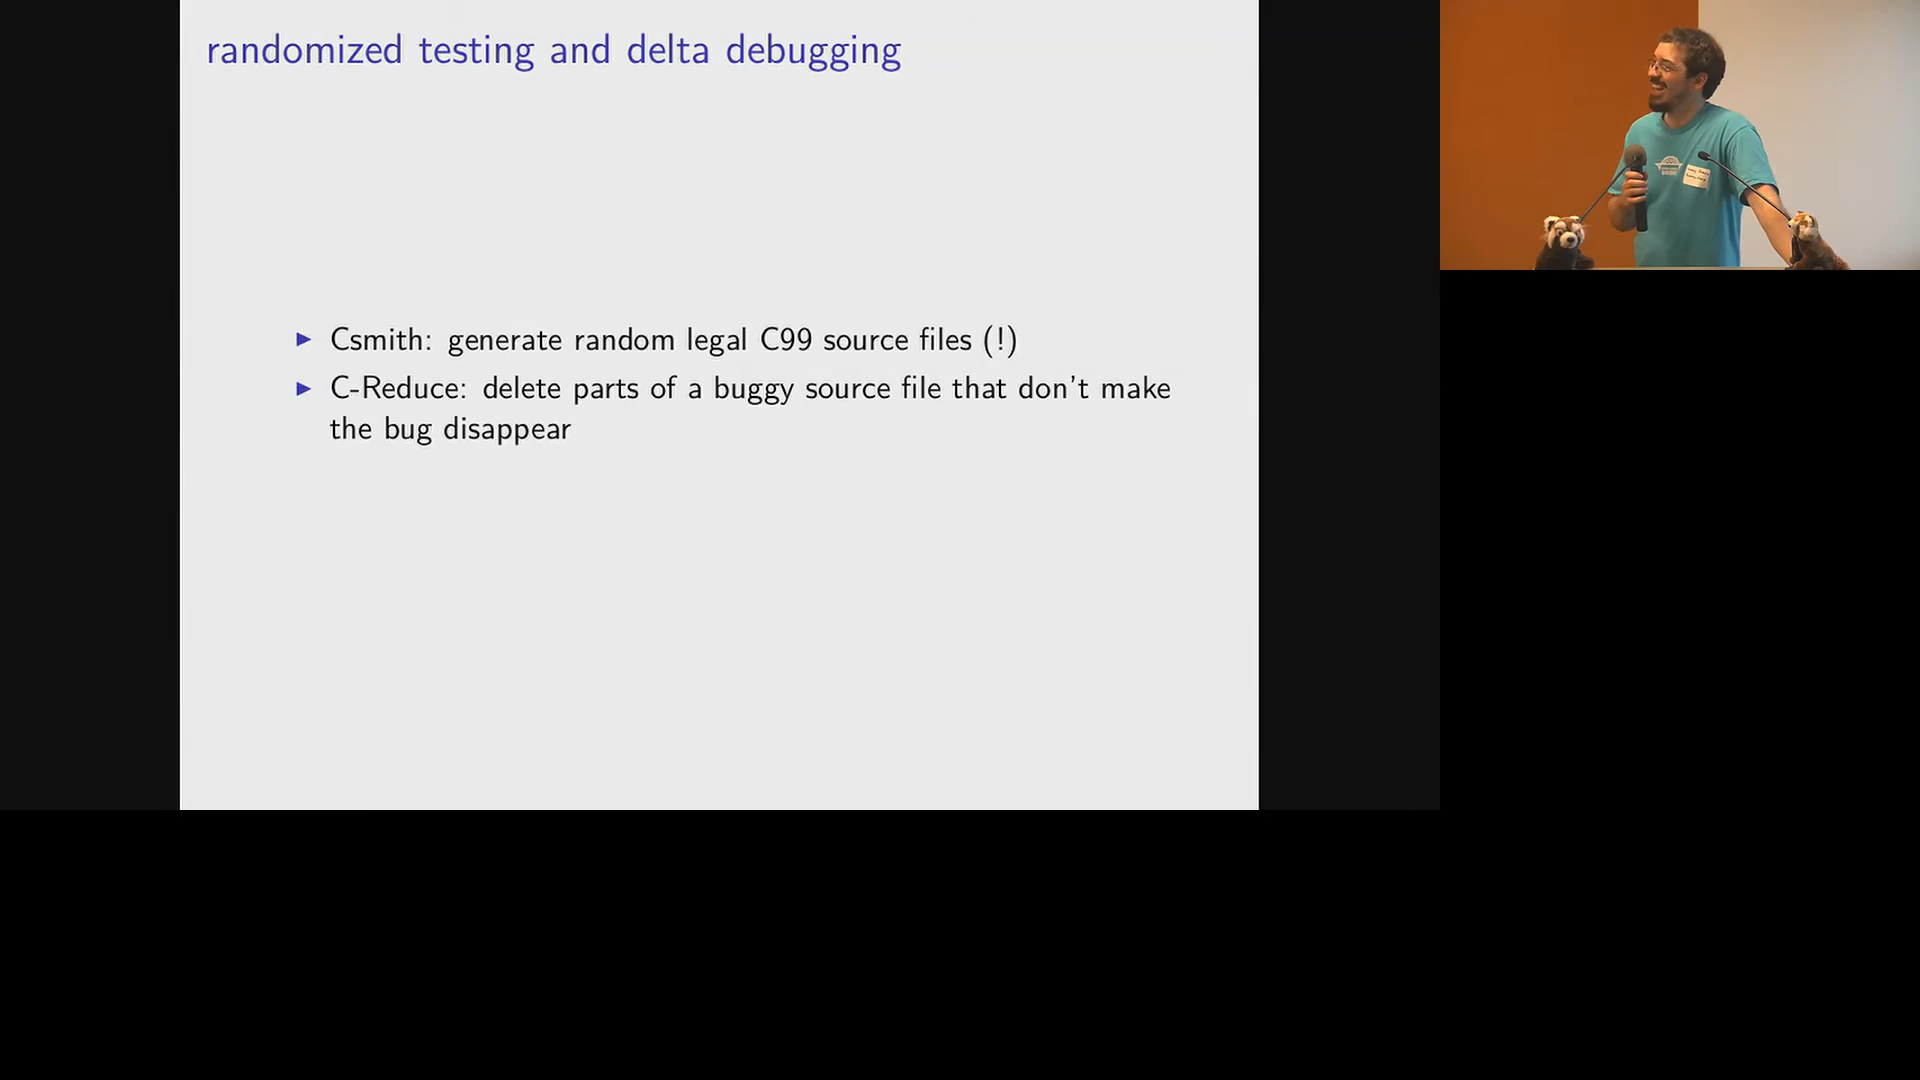 randomized testing and delta debugging
▶ Csmith: generate random legal C99 source files (!)
▶ C-Reduce: delete parts of a buggy source file that don't make
the bug disappear